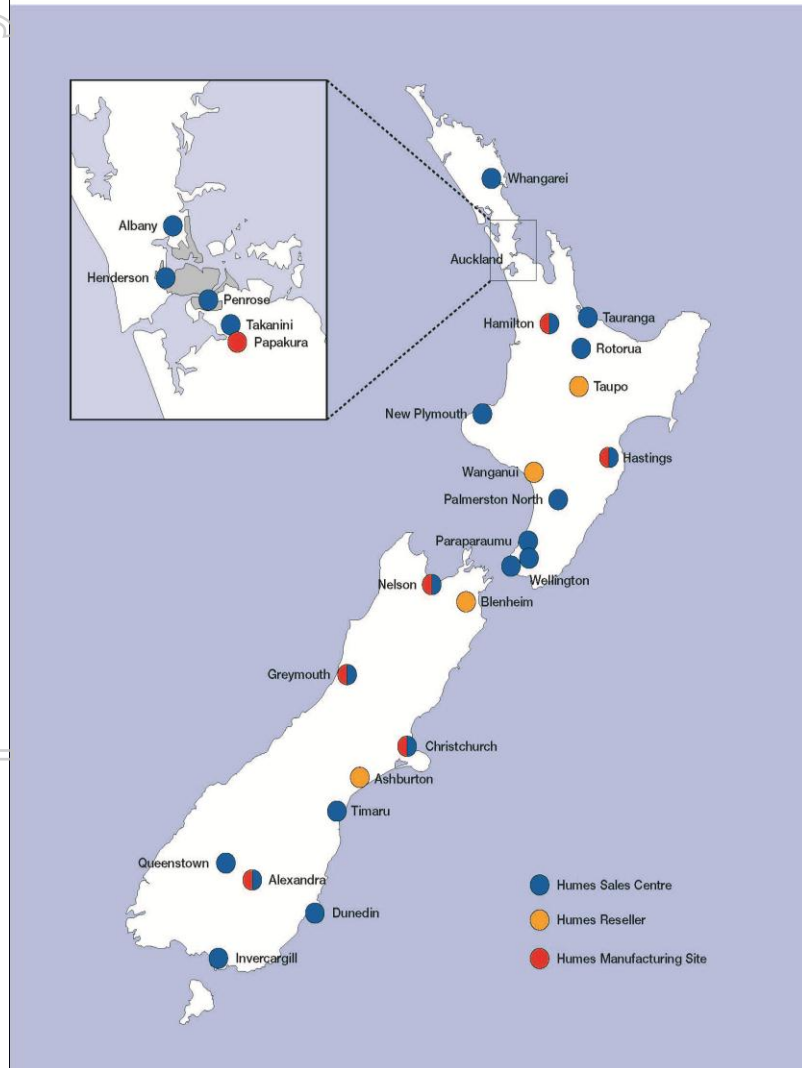 Albany
Henderson
Penrose
Takanini
Papakura
Whangarei
Auckland
Hamilton
Tauranga
Rotorua
Taupo
New Plymouth
Hastings
Wanganui
Palmerston North
Paraparaumu
Wellington
Nelson
Blenheim
Greymouth
Christchurch
Ashburton
Timaru
Queenstown
Alexandra
Dunedin
Invercargill
Humes Sales Centre
Humes Reseller
Humes Manufacturing Site